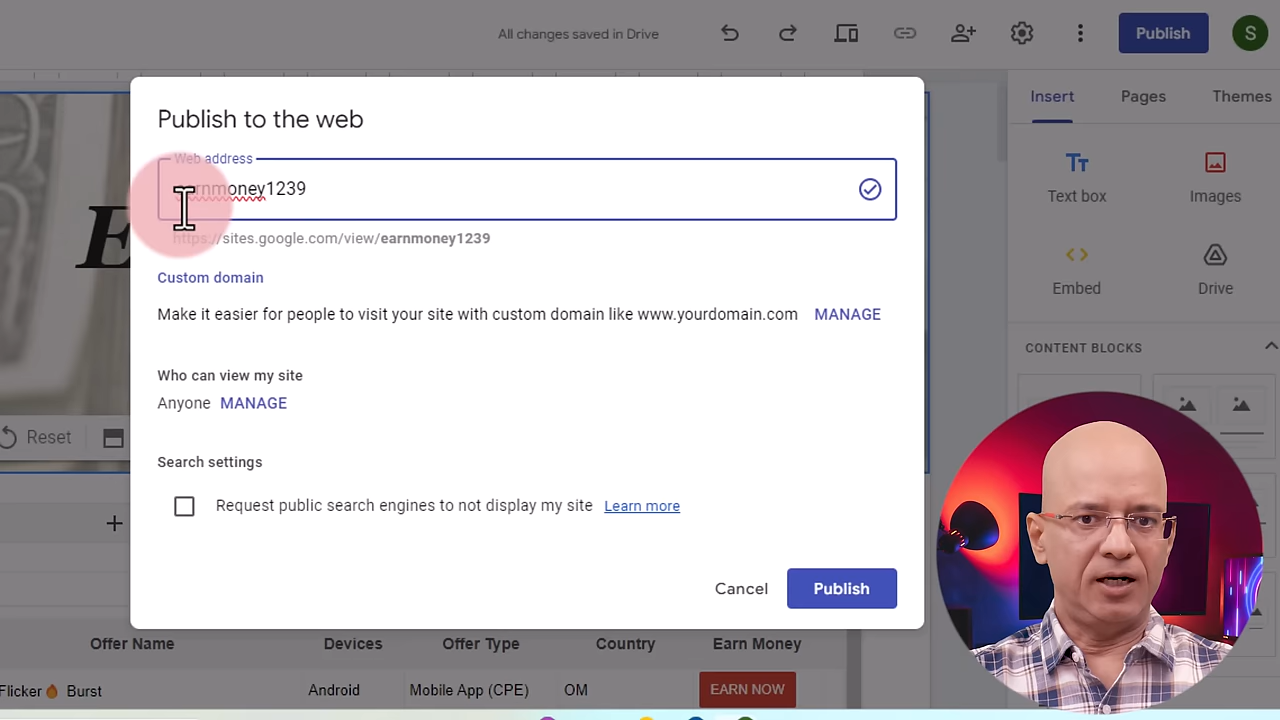 All changes saved in Drive
Publish
S
Insert
Pages
Themes
Publish to the web
Web address
earnmoney1239
https://sites.google.com/view/earnmoney1239
Custom domain
Make it easier for people to visit your site with custom domain like www.yourdomain.com MANAGE
Who can view my site
Anyone MANAGE
Search settings
Request public search engines to not display my site Learn more
Cancel
Publish
Text box
Images
Embed
Drive
CONTENT BLOCKS
E
Reset
Offer Name Devices Offer Type Country Earn Money
Flicker🔥 Burst Android Mobile App (CPE) OM EARN NOW